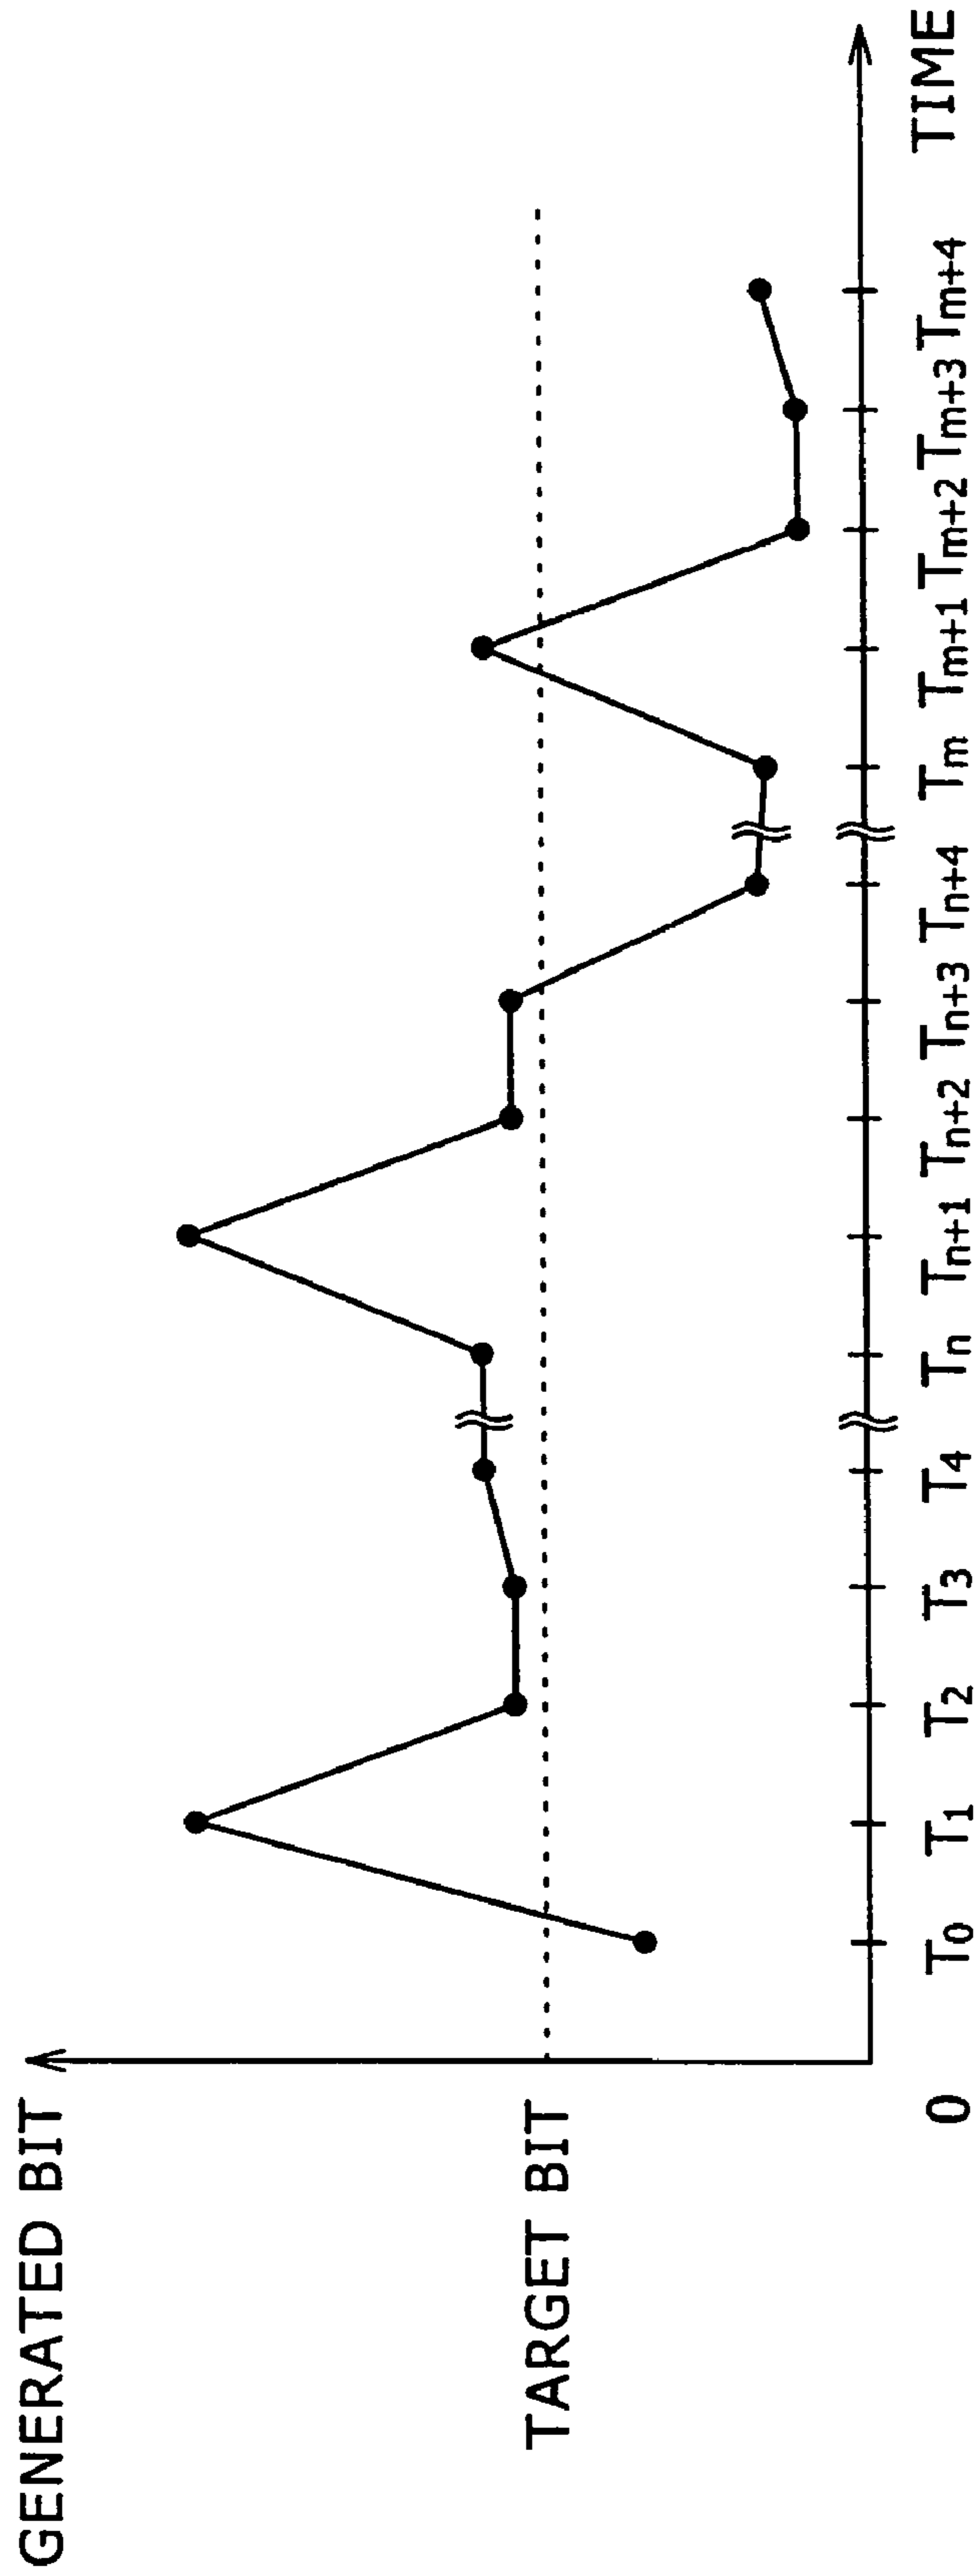 GENERATED BIT
TARGET BIT
0
T0 T1 T2 T3 T4 Tn Tn+1 Tn+2 Tn+3 Tn+4 Tm Tm+1 Tm+2 Tm+3 Tm+4
TIME